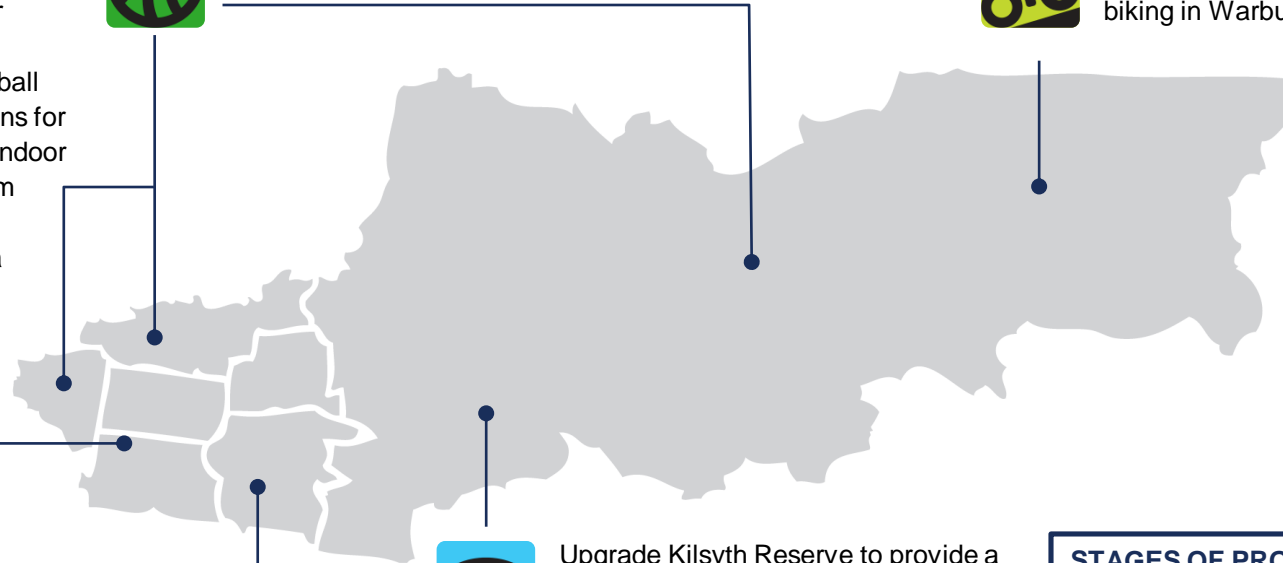 ball
ns for
ndoor
m
biking in Warbu
Upgrade Kilsyth Reserve to provide a
STAGES OF PRO